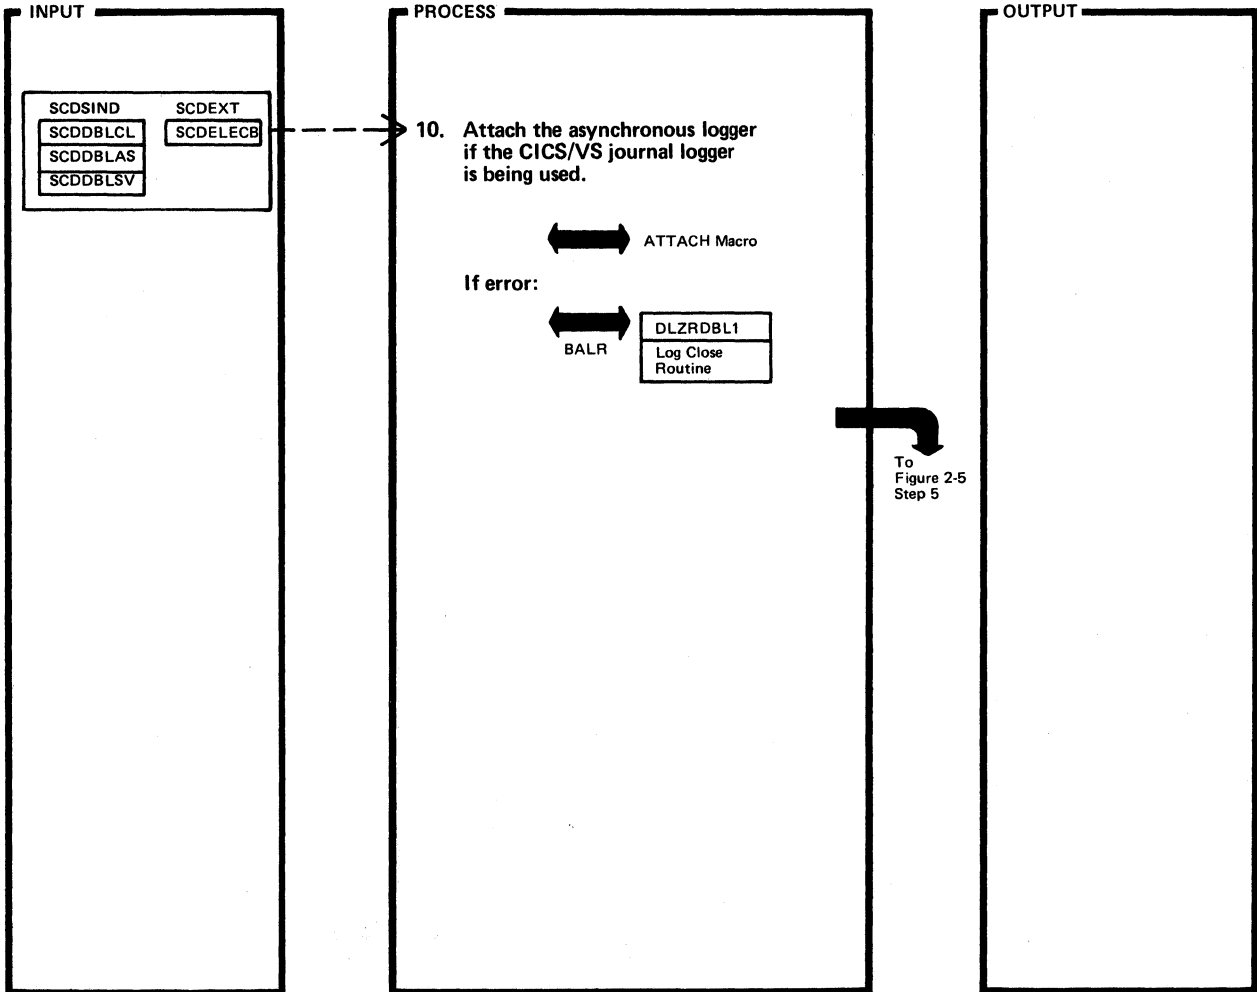 INPUT
SCDSIND
SCDDBLCL
SCDDBLAS
SCDDBLSV
SCDEXT
SCDELECB
PROCESS
10. Attach the asynchronous logger
if the CICS/VS journal logger
is being used.
ATTACH Macro
If error:
BALR
DLZRDBL1
Log Close
Routine
To
Figure 2-5
Step 5
OUTPUT